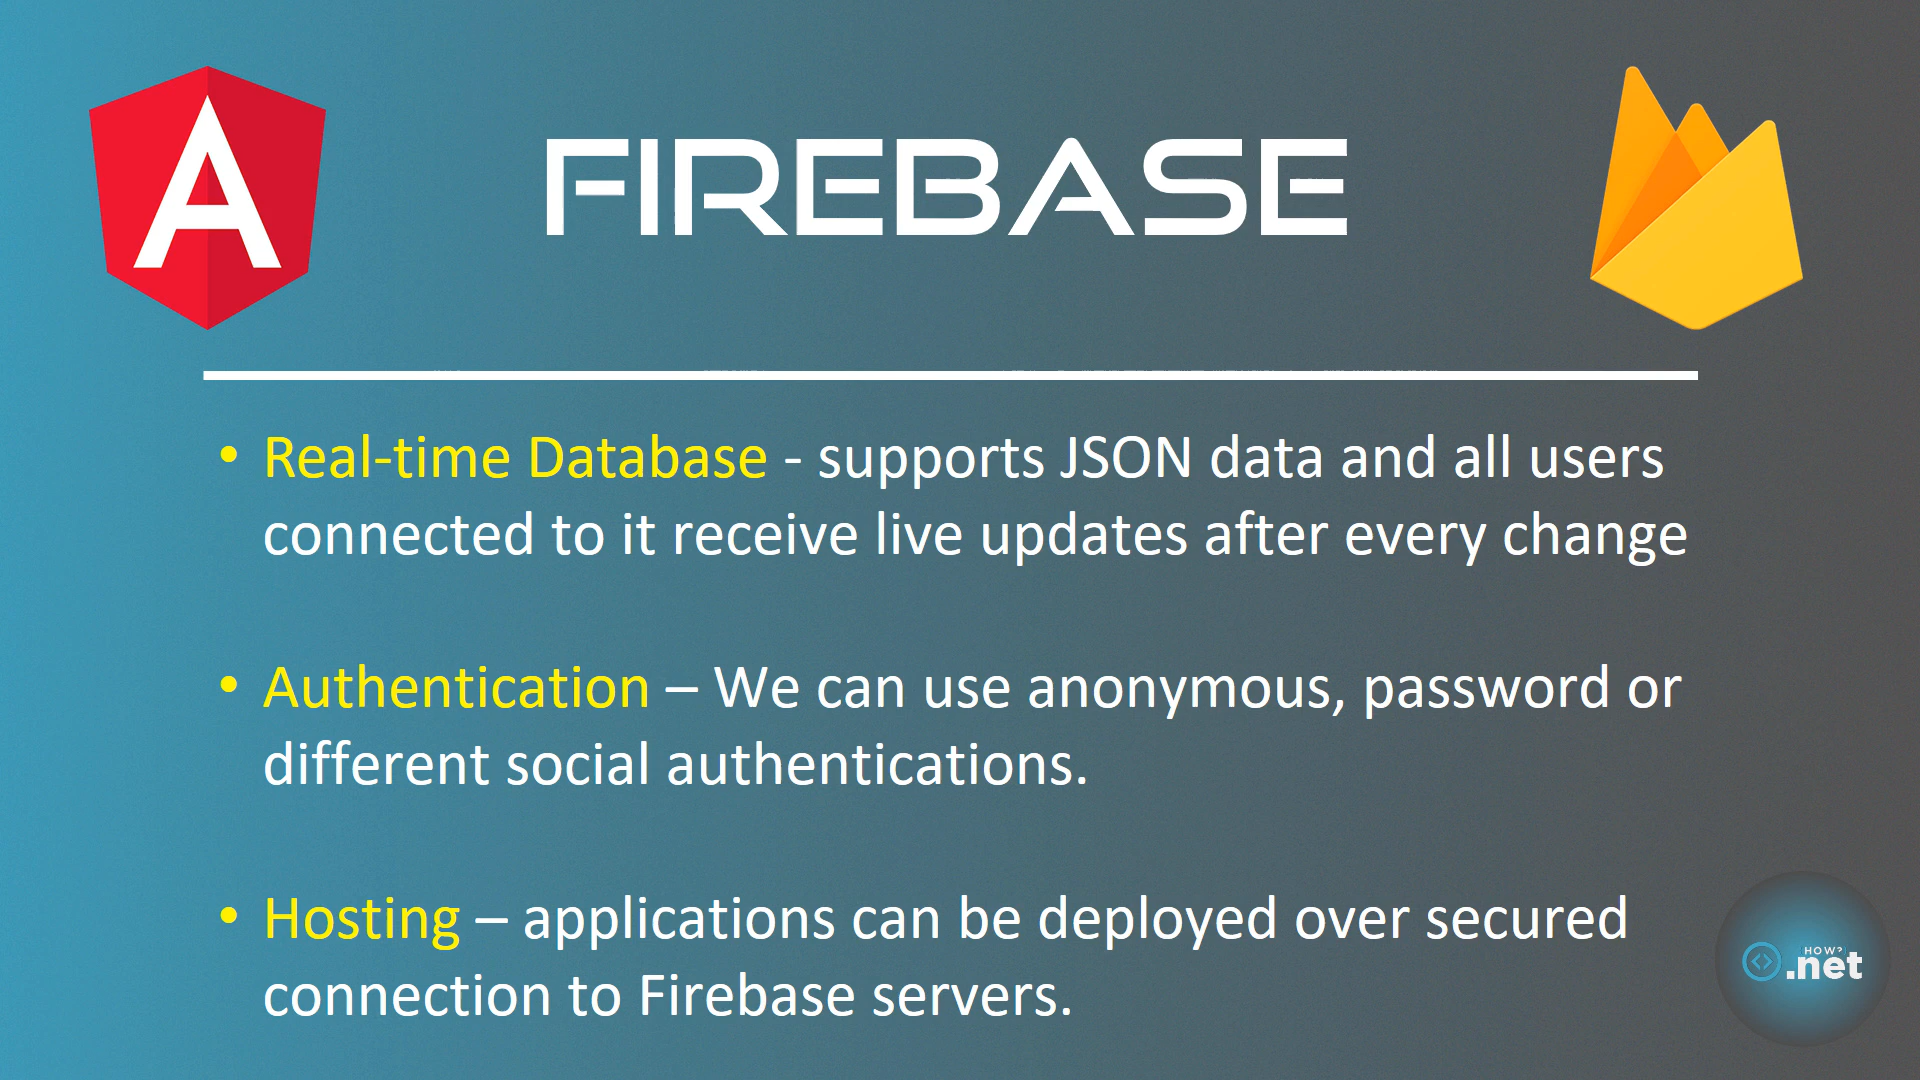 A
FIREBASE
• Real-time Database - supports JSON data and all users
connected to it receive live updates after every change
• Authentication – We can use anonymous, password or
different social authentications.
• Hosting – applications can be deployed over secured
connection to Firebase servers.
HOW?
<> .net